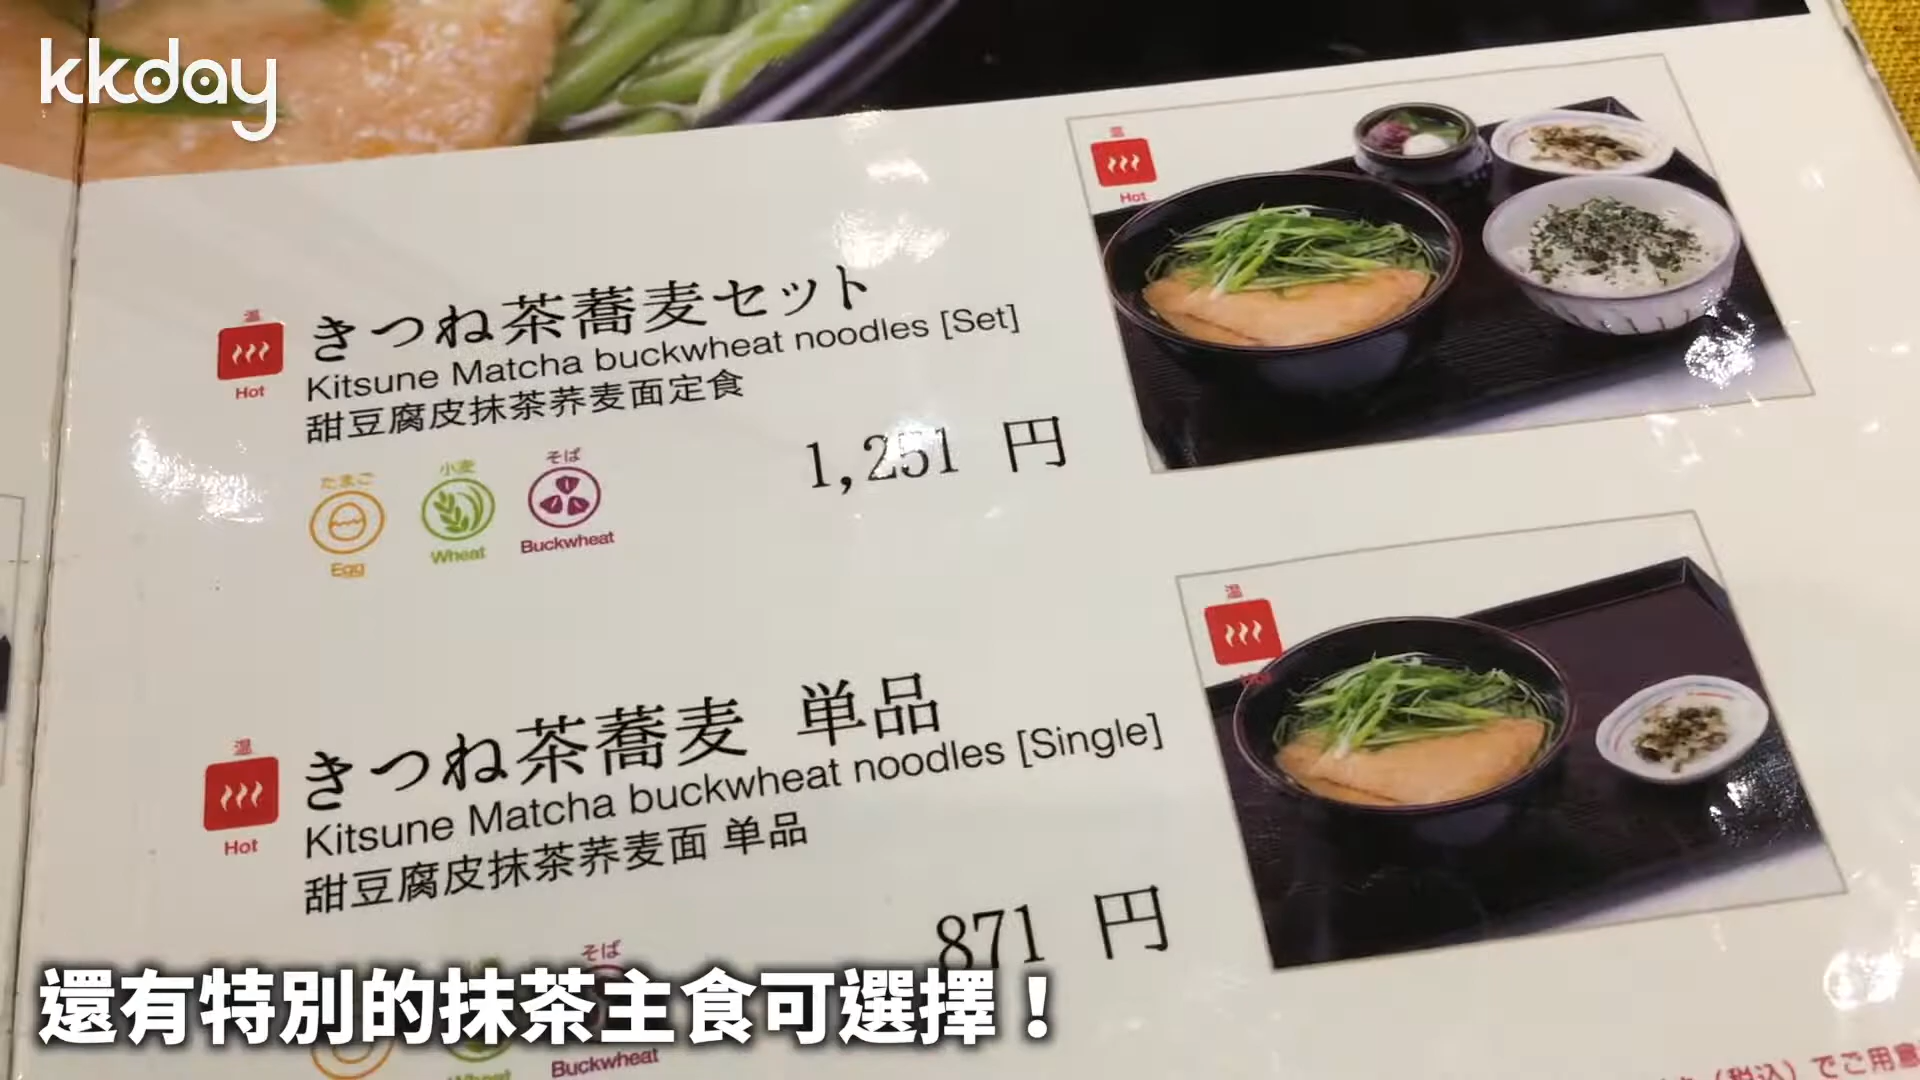 kkday
温
Hot
温
Hot
きつね茶蕎麦セット
Kitsune Matcha buckwheat noodles [Set]
甜豆腐皮抹茶荞麦面定食
1,251 円
たまご
Egg
小麦
Wheat
そば
Buckwheat
温
Hot
温
Hot
きつね茶蕎麦 単品
Kitsune Matcha buckwheat noodles [Single]
甜豆腐皮抹茶荞麦面 单品
871 円
そば
Buckwheat
Wheat
還有特別的抹茶主食可選擇！
（税込）でご用意